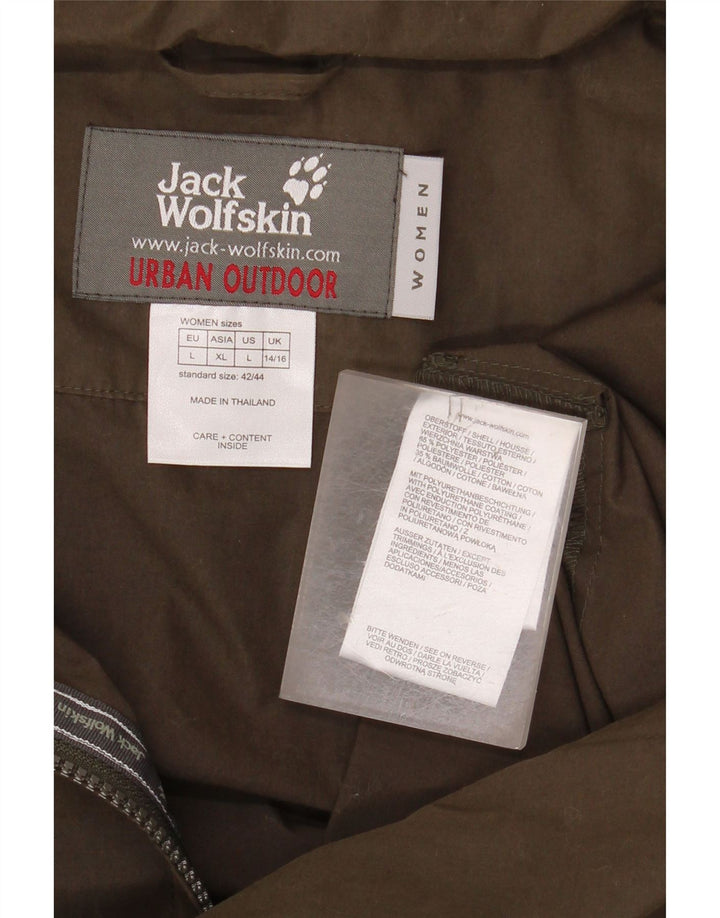 Jack
Wolfskin
www.jack-wolfskin.com
URBAN OUTDOOR
WOMEN
WOMEN sizes
EU ASIA US UK
L XL L 14/16
standard size: 42/44
MADE IN THAILAND
CARE + CONTENT
INSIDE
www.jack-wolfskin.com
OBERSTOFF / SHELL / HOUSSE /
EXTERIOR / TESSUTO ESTERNO /
WIERZCHNIA WARSTWA
65 % POLYESTER / POLIESTER /
POLIESTERE / POLIESTER
35 % BAUMWOLLE / COTTON / COTON
/ ALGODÓN / COTONE / BAWEŁNA
MIT POLYURETHANBESCHICHTUNG /
WITH POLYURETHANE COATING /
AVEC ENDUCTION POLYURÉTHANE /
CON REVESTIMIENTO DE
POLIURETANO / CON RIVESTIMENTO
IN POLIURETANO / Z
POLIURETANOWĄ POWŁOKĄ
AUSSER ZUTATEN / EXCEPT
TRIMMINGS / À L'EXCLUSION DES
INGRÉDIENTS / MENOS LAS
APLICACIONES/ACCESORIOS /
ESCLUSO ACCESSORI / POZA
DODATKAMI
BITTE WENDEN / SEE ON REVERSE /
VOIR AU DOS / DARLE LA VUELTA /
VEDI RETRO / PROSZĘ ZOBACZYĆ
ODWROTNĄ STRONĘ
Jack Wolfskin